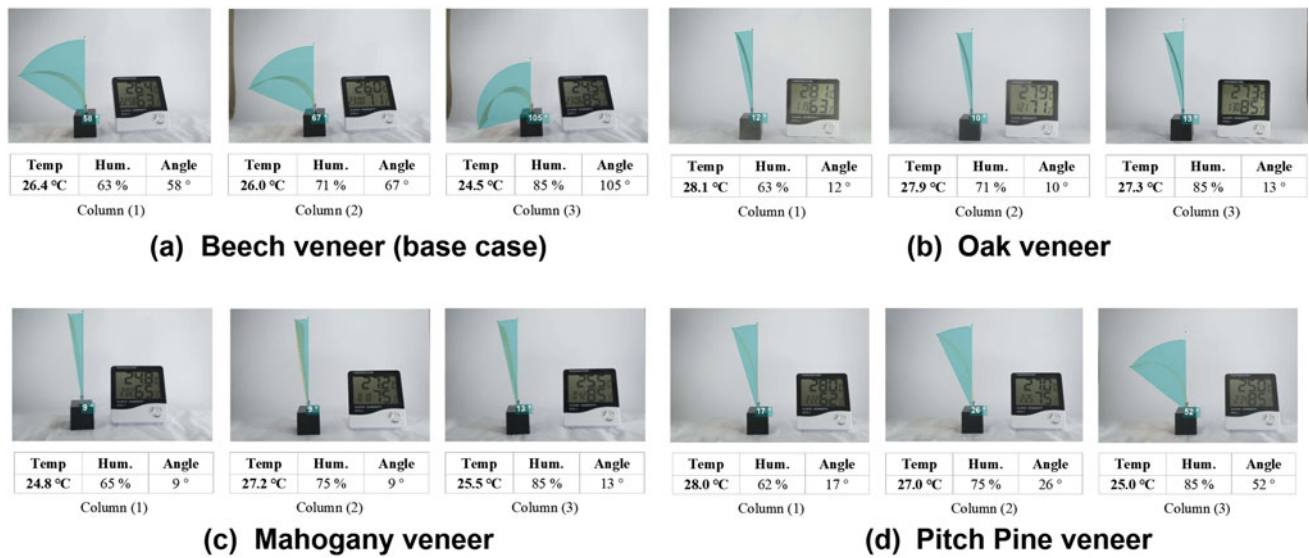 58
67
105
12
10
13
Temp Hum. Angle
26.4 °C 63 % 58 °
Column (1)
Temp Hum. Angle
26.0 °C 71 % 67 °
Column (2)
Temp Hum. Angle
24.5 °C 85 % 105 °
Column (3)
Temp Hum. Angle
28.1 °C 63 % 12 °
Column (1)
Temp Hum. Angle
27.9 °C 71 % 10 °
Column (2)
Temp Hum. Angle
27.3 °C 85 % 13 °
Column (3)
(a) Beech veneer (base case)
(b) Oak veneer
9
9
13
17
26
52
Temp Hum. Angle
24.8 °C 65 % 9 °
Column (1)
Temp Hum. Angle
27.2 °C 75 % 9 °
Column (2)
Temp Hum. Angle
25.5 °C 85 % 13 °
Column (3)
Temp Hum. Angle
28.0 °C 62 % 17 °
Column (1)
Temp Hum. Angle
27.0 °C 75 % 26 °
Column (2)
Temp Hum. Angle
25.0 °C 85 % 52 °
Column (3)
(c) Mahogany veneer
(d) Pitch Pine veneer